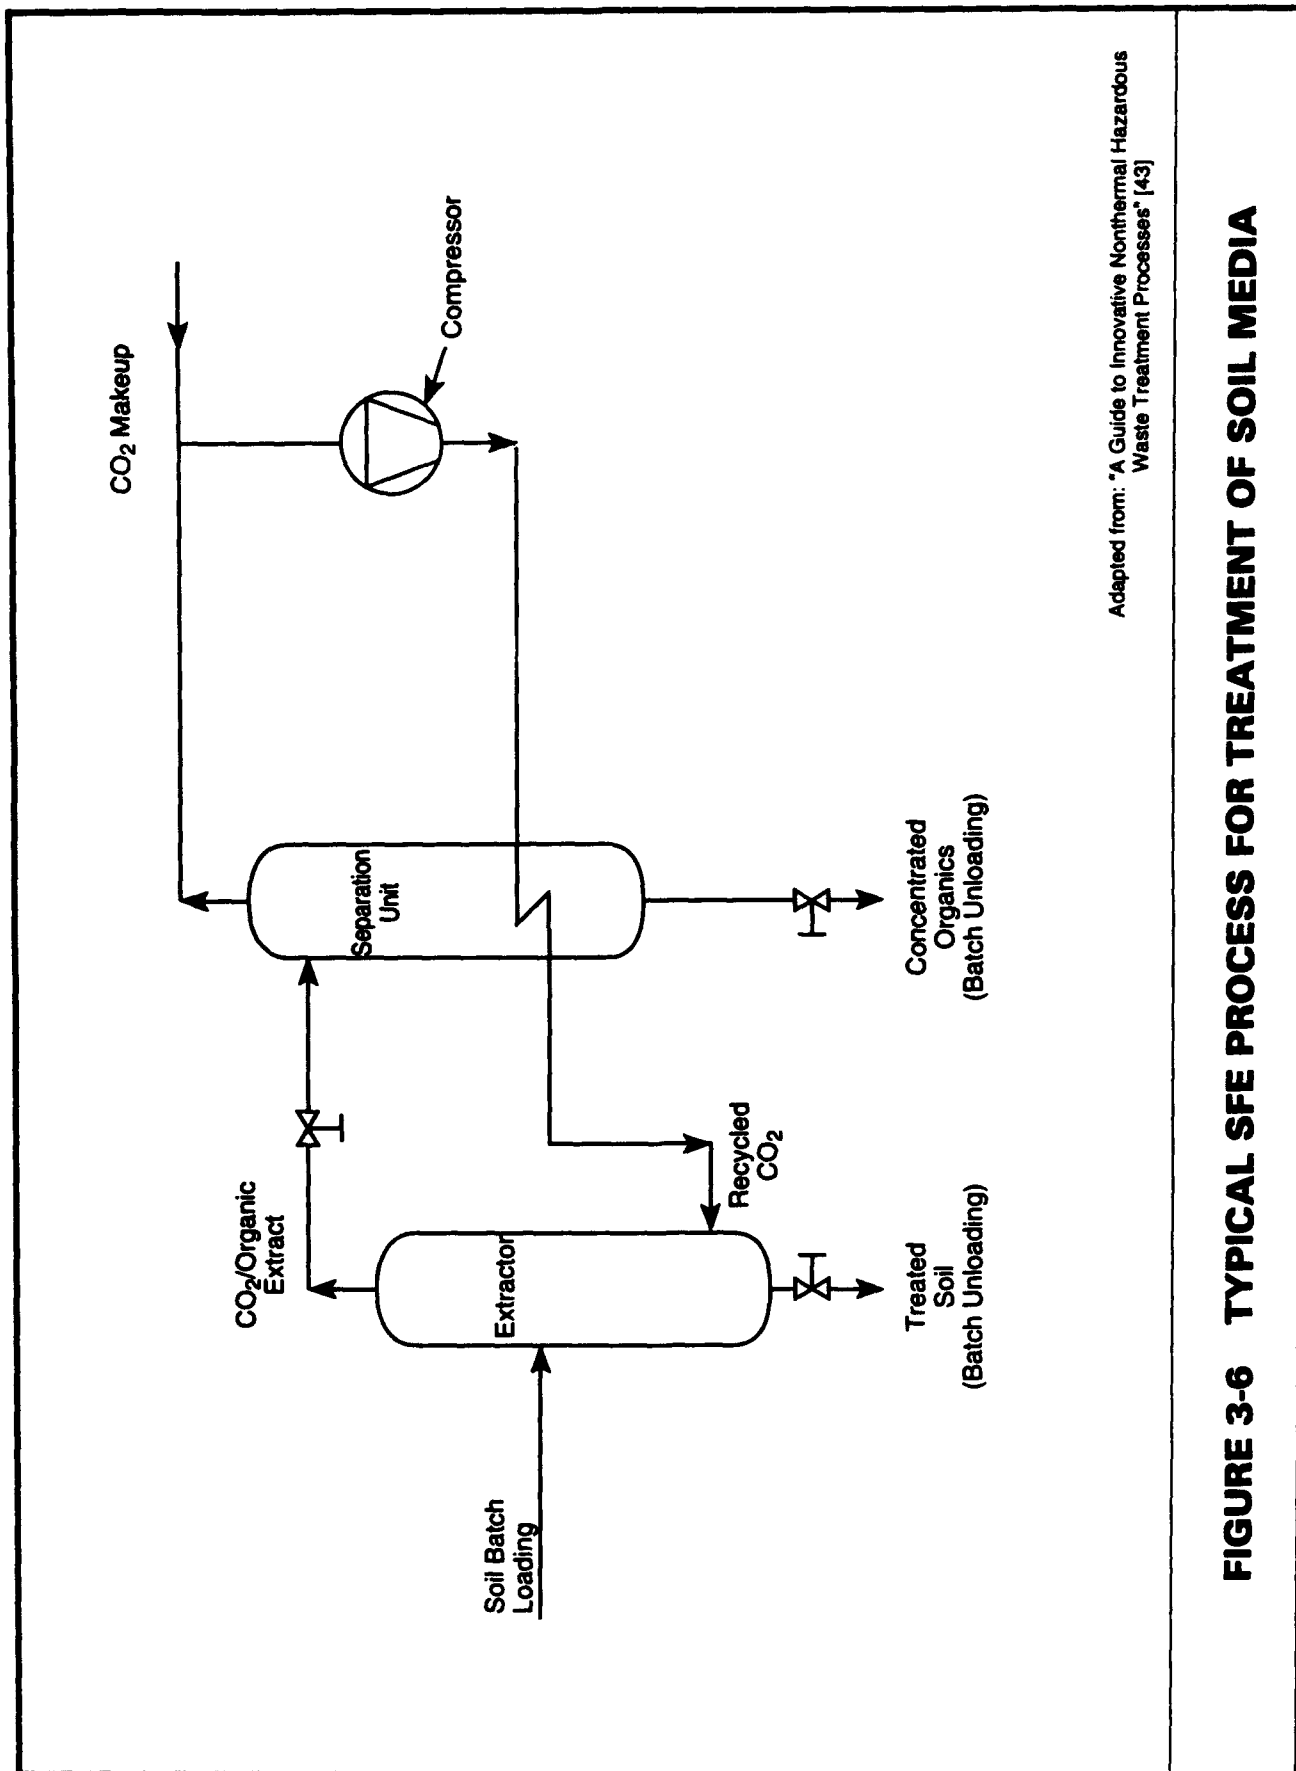 CO₂ Makeup
Compressor
CO₂/Organic
Extract
Separation
Unit
Extractor
Soil Batch
Loading
Recycled
CO₂
Treated
Soil
(Batch Unloading)
Concentrated
Organics
(Batch Unloading)
Adapted from: "A Guide to Innovative Nonthermal Hazardous
Waste Treatment Processes" [43]
FIGURE 3-6 TYPICAL SFE PROCESS FOR TREATMENT OF SOIL MEDIA